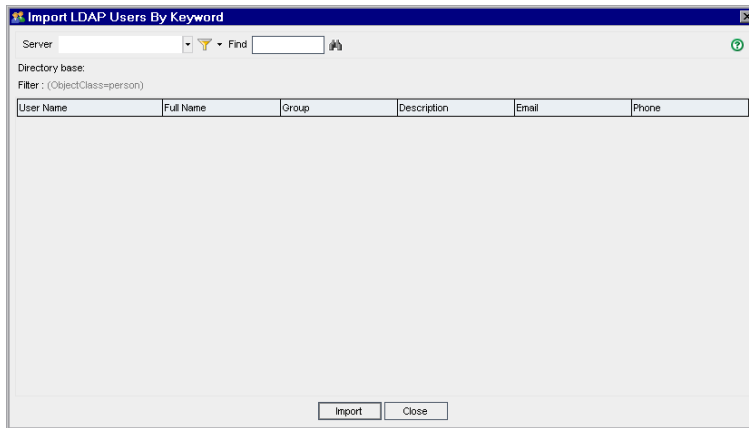 Import LDAP Users By Keyword
Server Find
Directory base:
Filter : (ObjectClass=person)
User Name Full Name Group Description Email Phone
Import Close